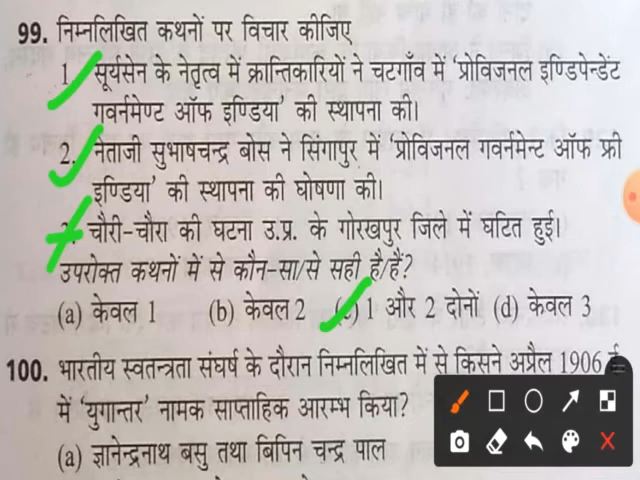 99. निम्नलिखित कथनों पर विचार कीजिए
1. सूर्यसेन के नेतृत्व में क्रान्तिकारियों ने चटगाँव में 'प्रोविजनल इण्डिपेन्डेंट
गवर्नमेण्ट ऑफ इण्डिया' की स्थापना की।
2. नेताजी सुभाषचन्द्र बोस ने सिंगापुर में 'प्रोविजनल गवर्नमेन्ट ऑफ फ्री
इण्डिया' की स्थापना की घोषणा की।
3. चौरी-चौरा की घटना उ.प्र. के गोरखपुर जिले में घटित हुई।
उपरोक्त कथनों में से कौन-सा/से सही है/हैं?
(a) केवल 1 (b) केवल 2 (c) 1 और 2 दोनों (d) केवल 3
100. भारतीय स्वतन्त्रता संघर्ष के दौरान निम्नलिखित में से किसने अप्रैल 1906 ई.
में 'युगान्तर' नामक साप्ताहिक आरम्भ किया?
(a) ज्ञानेन्द्रनाथ बसु तथा बिपिन चन्द्र पाल